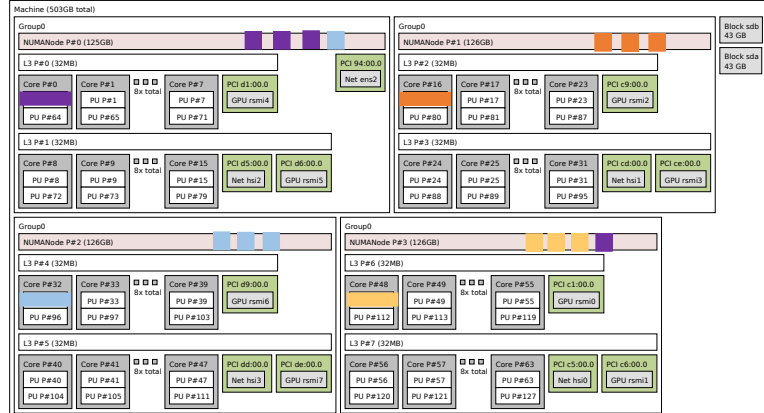 Machine (503GB total)
Group0
NUMANode P#0 (125GB)
L3 P#0 (32MB)
PCI 94:00.0
Net ens2
Core P#0
PU P#64
Core P#1
PU P#1
PU P#65
8x total
Core P#7
PU P#7
PU P#71
PCI d1:00.0
GPU rsmi4
L3 P#1 (32MB)
Core P#8
PU P#8
PU P#72
Core P#9
PU P#9
PU P#73
8x total
Core P#15
PU P#15
PU P#79
PCI d5:00.0
Net hsi2
PCI d6:00.0
GPU rsmi5
Group0
NUMANode P#1 (126GB)
L3 P#2 (32MB)
Core P#16
PU P#80
Core P#17
PU P#17
PU P#81
8x total
Core P#23
PU P#23
PU P#87
PCI c9:00.0
GPU rsmi2
L3 P#3 (32MB)
Core P#24
PU P#24
PU P#88
Core P#25
PU P#25
PU P#89
8x total
Core P#31
PU P#31
PU P#95
PCI cd:00.0
Net hsi1
PCI ce:00.0
GPU rsmi3
Block sdb
43 GB
Block sda
43 GB
Group0
NUMANode P#2 (126GB)
L3 P#4 (32MB)
Core P#32
PU P#96
Core P#33
PU P#33
PU P#97
8x total
Core P#39
PU P#39
PU P#103
PCI d9:00.0
GPU rsmi6
L3 P#5 (32MB)
Core P#40
PU P#40
PU P#104
Core P#41
PU P#41
PU P#105
8x total
Core P#47
PU P#47
PU P#111
PCI dd:00.0
Net hsi3
PCI de:00.0
GPU rsmi7
Group0
NUMANode P#3 (126GB)
L3 P#6 (32MB)
Core P#48
PU P#112
Core P#49
PU P#49
PU P#113
8x total
Core P#55
PU P#55
PU P#119
PCI c1:00.0
GPU rsmi0
L3 P#7 (32MB)
Core P#56
PU P#56
PU P#120
Core P#57
PU P#57
PU P#121
8x total
Core P#63
PU P#63
PU P#127
PCI c5:00.0
Net hsi0
PCI c6:00.0
GPU rsmi1